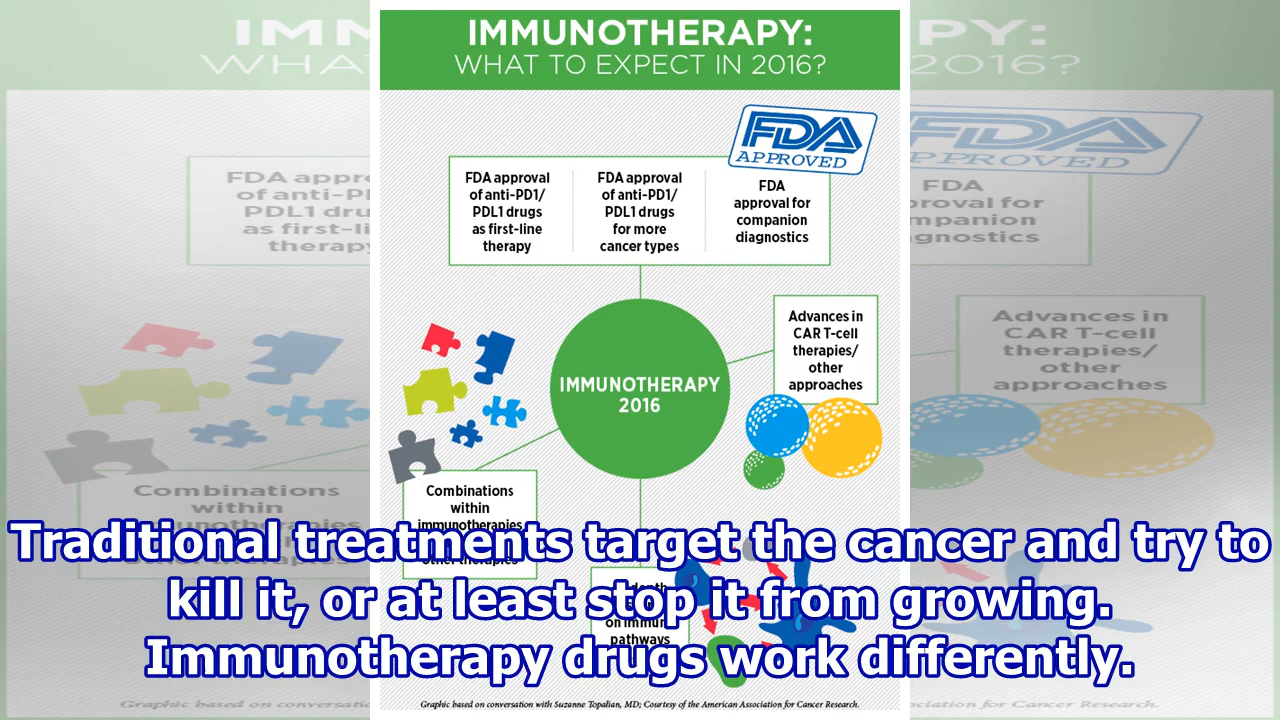 IMMUNOTHERAPY:
WHAT TO EXPECT IN 2016?
FDA
APPROVED
FDA approval
of anti-PD1/
PDL1 drugs
as first-line
therapy
FDA approval
of anti-PD1/
PDL1 drugs
for more
cancer types
FDA
approval for
companion
diagnostics
Advances in
CAR T-cell
therapies/
other
approaches
IMMUNOTHERAPY
2016
Combinations
within
immunotherapies
other therapies
on immune
pathways
Traditional treatments target the cancer and try to
kill it, or at least stop it from growing.
Immunotherapy drugs work differently.
Graphic based on conversation with Suzanne Topalian, MD; Courtesy of the American Association for Cancer Research.